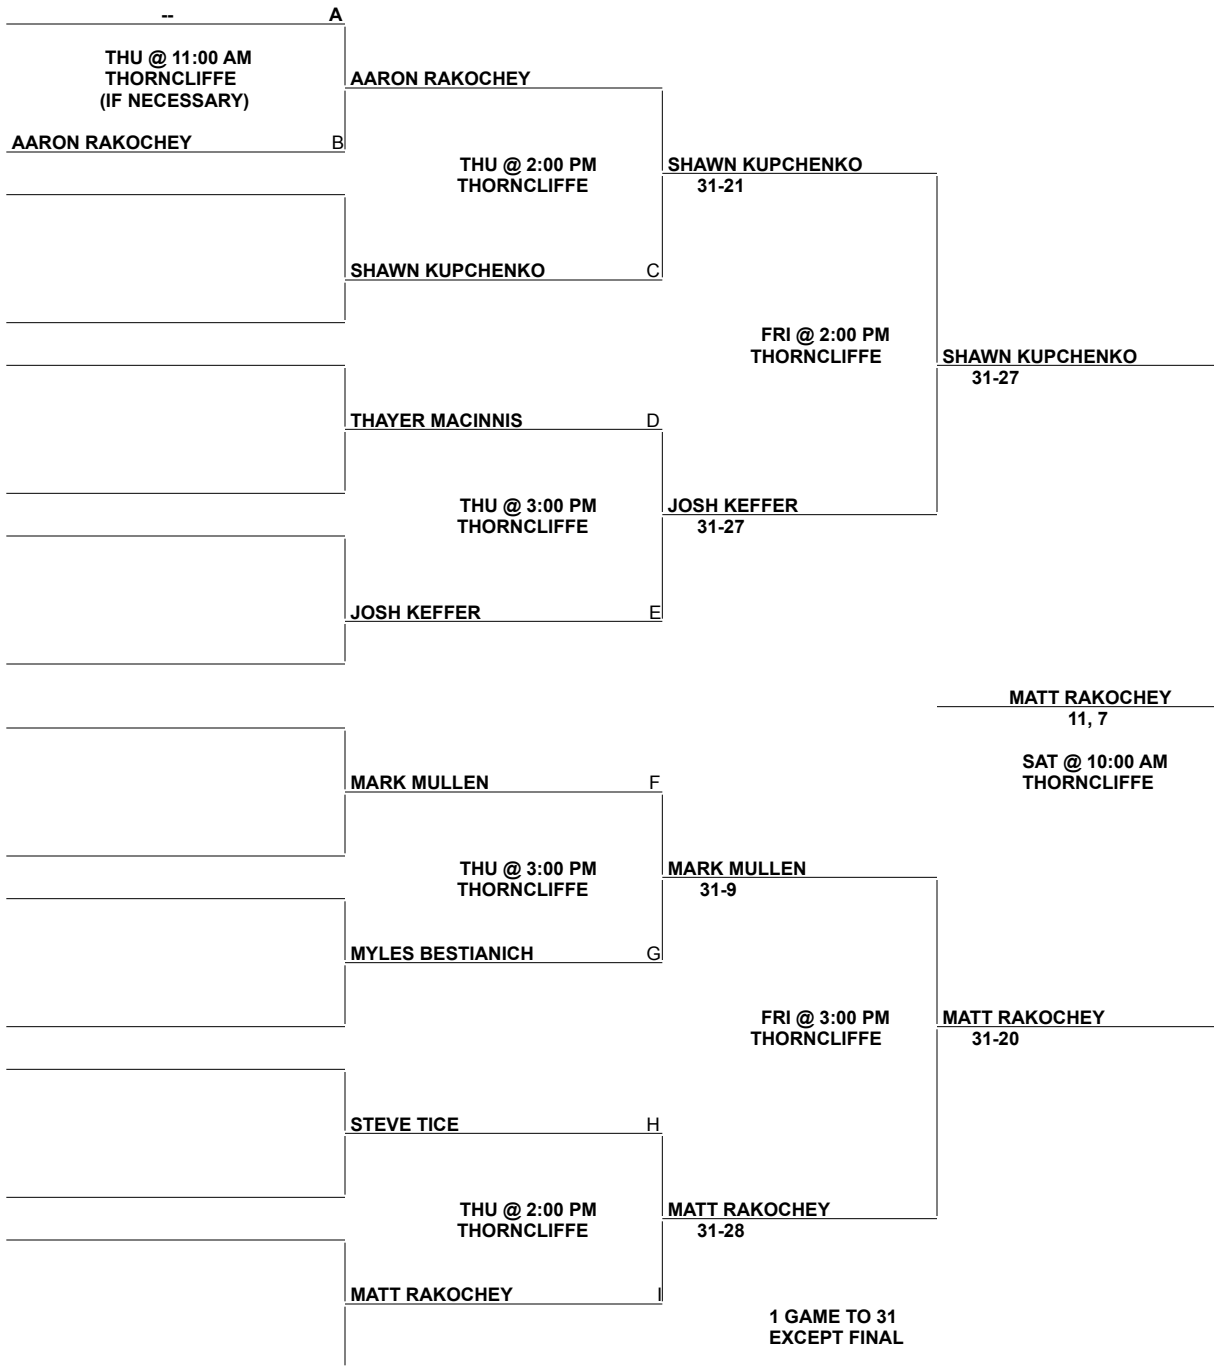 -- A
THU @ 11:00 AM
THORNCLIFFE
(IF NECESSARY)
AARON RAKOCHEY
AARON RAKOCHEY B
THU @ 2:00 PM
THORNCLIFFE
SHAWN KUPCHENKO
31-21
SHAWN KUPCHENKO C
FRI @ 2:00 PM
THORNCLIFFE
SHAWN KUPCHENKO
31-27
THAYER MACINNIS D
THU @ 3:00 PM
THORNCLIFFE
JOSH KEFFER
31-27
JOSH KEFFER E
MATT RAKOCHEY
11, 7
SAT @ 10:00 AM
THORNCLIFFE
MARK MULLEN F
THU @ 3:00 PM
THORNCLIFFE
MARK MULLEN
31-9
MYLES BESTIANICH G
FRI @ 3:00 PM
THORNCLIFFE
MATT RAKOCHEY
31-20
STEVE TICE H
THU @ 2:00 PM
THORNCLIFFE
MATT RAKOCHEY
31-28
MATT RAKOCHEY I
1 GAME TO 31
EXCEPT FINAL